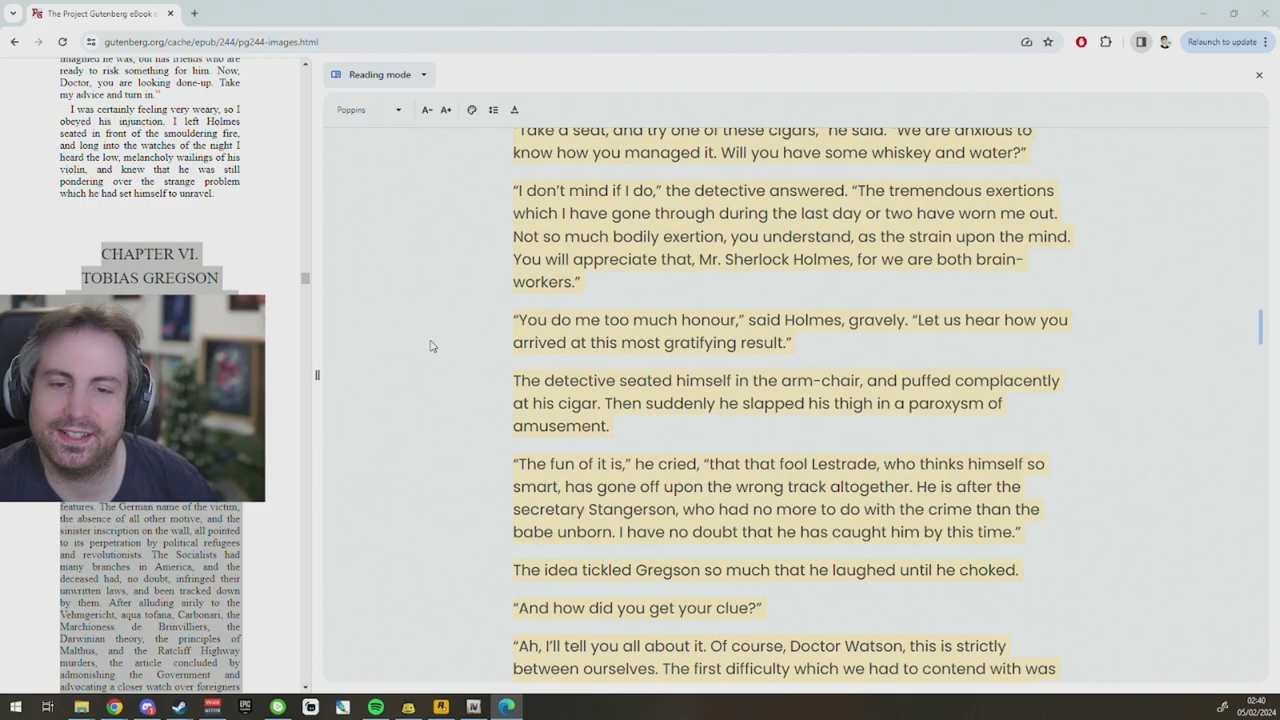 The Project Gutenberg eBook o
gutenberg.org/cache/epub/244/pg244-images.html
Relaunch to update
imagined he was, but has friends who are
ready to risk something for him. Now,
Doctor, you are looking done-up. Take
my advice and turn in.”
I was certainly feeling very weary, so I
obeyed his injunction. I left Holmes
seated in front of the smouldering fire,
and long into the watches of the night I
heard the low, melancholy wailings of his
violin, and knew that he was still
pondering over the strange problem
which he had set himself to unravel.
CHAPTER VI.
TOBIAS GREGSON
features. The German name of the victim,
the absence of all other motive, and the
sinister inscription on the wall, all pointed
to its perpetration by political refugees
and revolutionists. The Socialists had
many branches in America, and the
deceased had, no doubt, infringed their
unwritten laws, and been tracked down
by them. After alluding airily to the
Vehmgericht, aqua tofana, Carbonari, the
Marchioness de Brinvilliers, the
Darwinian theory, the principles of
Malthus, and the Ratcliff Highway
murders, the article concluded by
admonishing the Government and
advocating a closer watch over foreigners
Reading mode
Poppins
A- A+
“Take a seat, and try one of these cigars,” he said. “We are anxious to
know how you managed it. Will you have some whiskey and water?”
“I don’t mind if I do,” the detective answered. “The tremendous exertions
which I have gone through during the last day or two have worn me out.
Not so much bodily exertion, you understand, as the strain upon the mind.
You will appreciate that, Mr. Sherlock Holmes, for we are both brain-
workers.”
“You do me too much honour,” said Holmes, gravely. “Let us hear how you
arrived at this most gratifying result.”
The detective seated himself in the arm-chair, and puffed complacently
at his cigar. Then suddenly he slapped his thigh in a paroxysm of
amusement.
“The fun of it is,” he cried, “that that fool Lestrade, who thinks himself so
smart, has gone off upon the wrong track altogether. He is after the
secretary Stangerson, who had no more to do with the crime than the
babe unborn. I have no doubt that he has caught him by this time.”
The idea tickled Gregson so much that he laughed until he choked.
“And how did you get your clue?”
“Ah, I’ll tell you all about it. Of course, Doctor Watson, this is strictly
between ourselves. The first difficulty which we had to contend with was
02:40
05/02/2024